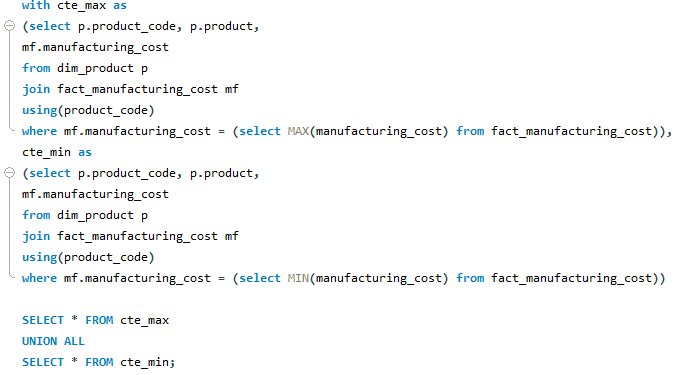 with cte_max as
(select p.product_code, p.product,
mf.manufacturing_cost
from dim_product p
join fact_manufacturing_cost mf
using(product_code)
where mf.manufacturing_cost = (select MAX(manufacturing_cost) from fact_manufacturing_cost)),
cte_min as
(select p.product_code, p.product,
mf.manufacturing_cost
from dim_product p
join fact_manufacturing_cost mf
using(product_code)
where mf.manufacturing_cost = (select MIN(manufacturing_cost) from fact_manufacturing_cost))
SELECT * FROM cte_max
UNION ALL
SELECT * FROM cte_min;